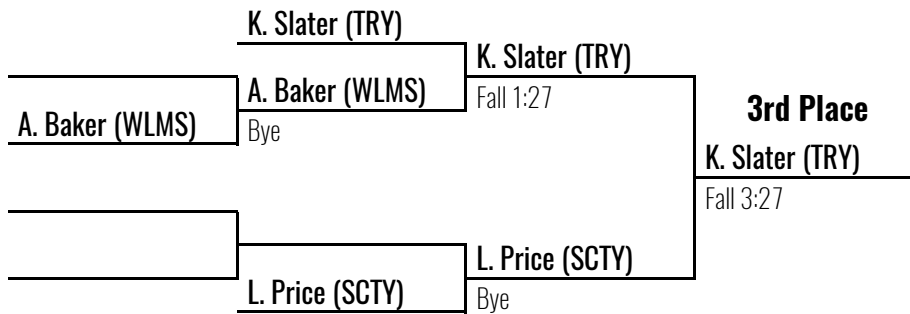 K. Slater (TRY)
K. Slater (TRY)
A. Baker (WLMS)
Fall 1:27
3rd Place
A. Baker (WLMS)
Bye
K. Slater (TRY)
Fall 3:27
L. Price (SCTY)
L. Price (SCTY)
Bye